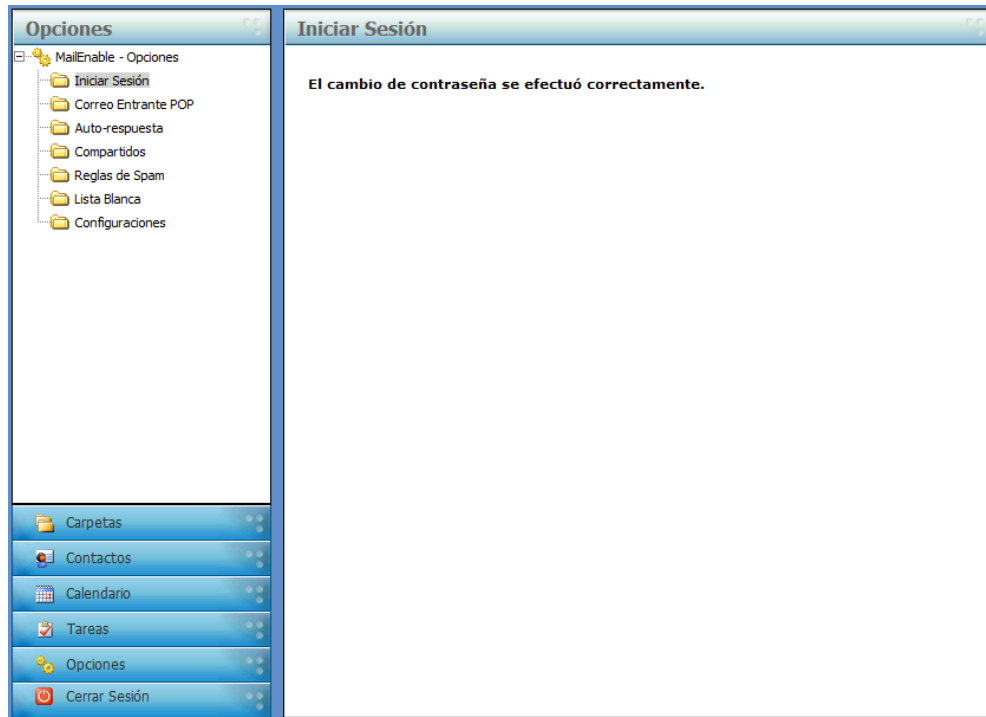 Opciones
MailEnable - Opciones
Iniciar Sesión
Correo Entrante POP
Auto-respuesta
Compartidos
Reglas de Spam
Lista Blanca
Configuraciones
Carpetas
Contactos
Calendario
Tareas
Opciones
Cerrar Sesión
Iniciar Sesión
El cambio de contraseña se efectuó correctamente.